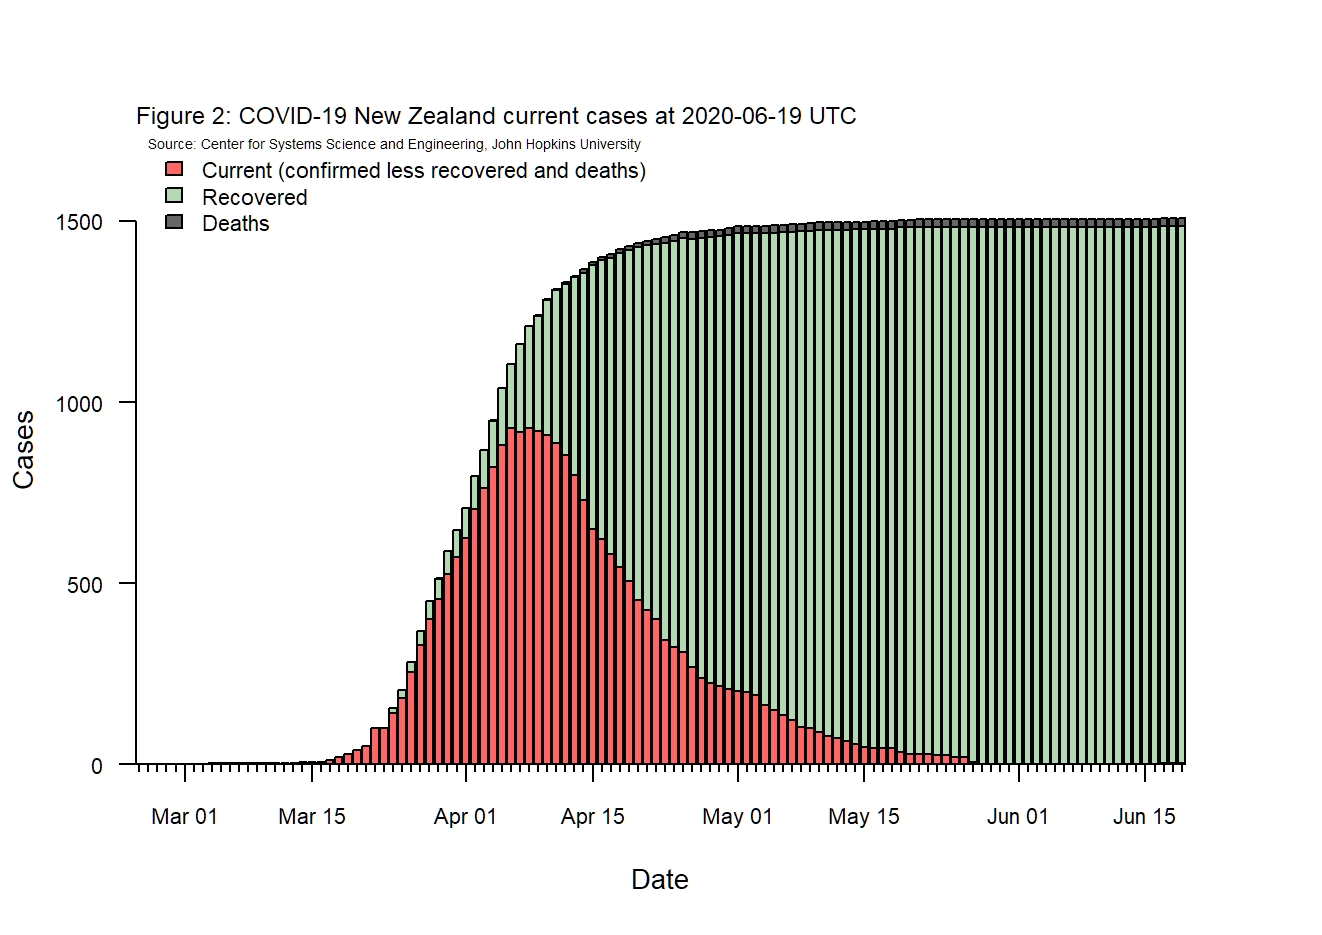 Figure 2: COVID-19 New Zealand current cases at 2020-06-19 UTC
Source: Center for Systems Science and Engineering, John Hopkins University
Current (confirmed less recovered and deaths)
Recovered
Deaths
1500
1000
500
0
Cases
Mar 01 Mar 15 Apr 01 Apr 15 May 01 May 15 Jun 01 Jun 15
Date